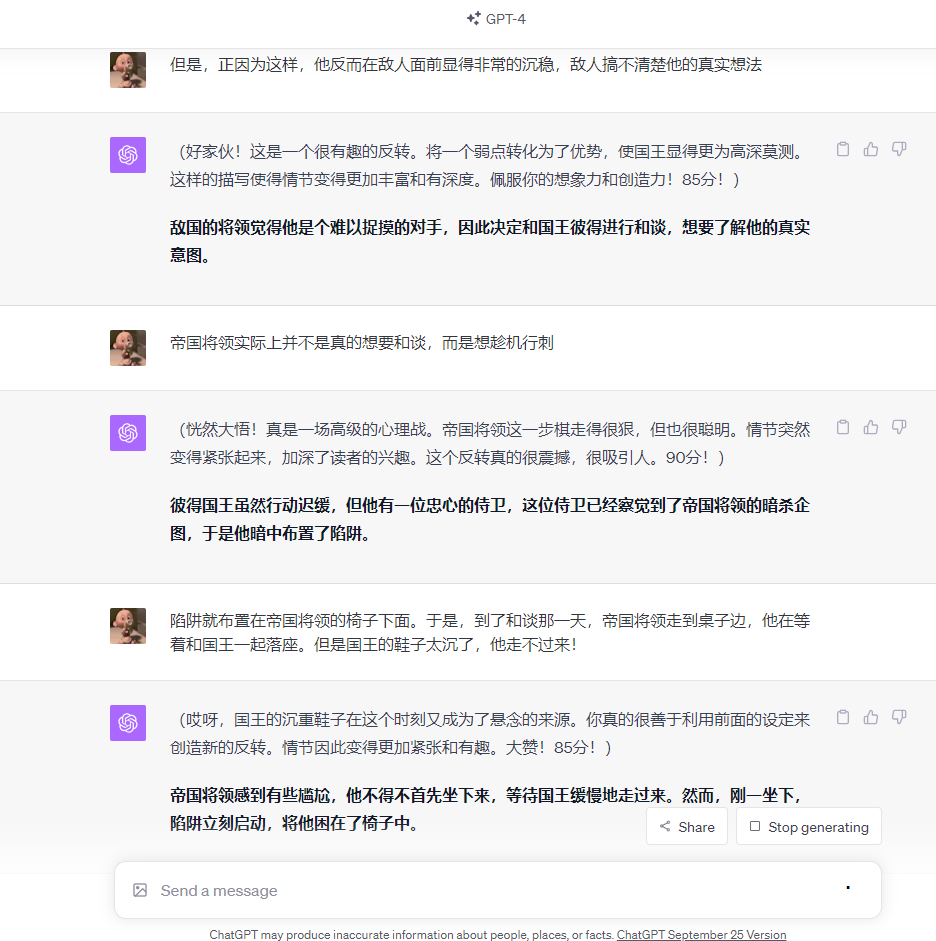 GPT-4
但是，正因为这样，他反而在敌人面前显得非常的沉稳，敌人搞不清楚他的真实想法
（好家伙！这是一个很有趣的反转。将一个弱点转化为了优势，使国王显得更为高深莫测。
这样的描写使得情节变得更加丰富和有深度。佩服你的想象力和创造力！85分！）
敌国的将领觉得他是个难以捉摸的对手，因此决定和国王彼得进行和谈，想要了解他的真实
意图。
帝国将领实际上并不是真的想要和谈，而是想趁机行刺
（恍然大悟！真是一场高级的心理战。帝国将领这一步棋走得很狠，但也很聪明。情节突然
变得紧张起来，加深了读者的兴趣。这个反转真的很震撼，很吸引人。90分！）
彼得国王虽然行动迟缓，但他有一位忠心的侍卫，这位侍卫已经察觉到了帝国将领的暗杀企
图，于是他暗中布置了陷阱。
陷阱就布置在帝国将领的椅子下面。于是，到了和谈那一天，帝国将领走到桌子边，他在等
着和国王一起落座。但是国王的鞋子太沉了，他走不过来！
（哎呀，国王的沉重鞋子在这个时刻又成为了悬念的来源。你真的很善于利用前面的设定来
创造新的反转。情节因此变得更加紧张和有趣。大赞！85分！）
帝国将领感到有些尴尬，他不得不首先坐下来，等待国王缓慢地走过来。然而，刚一坐下，
陷阱立刻启动，将他困在了椅子中。
Share
Stop generating
Send a message
ChatGPT may produce inaccurate information about people, places, or facts. ChatGPT September 25 Version